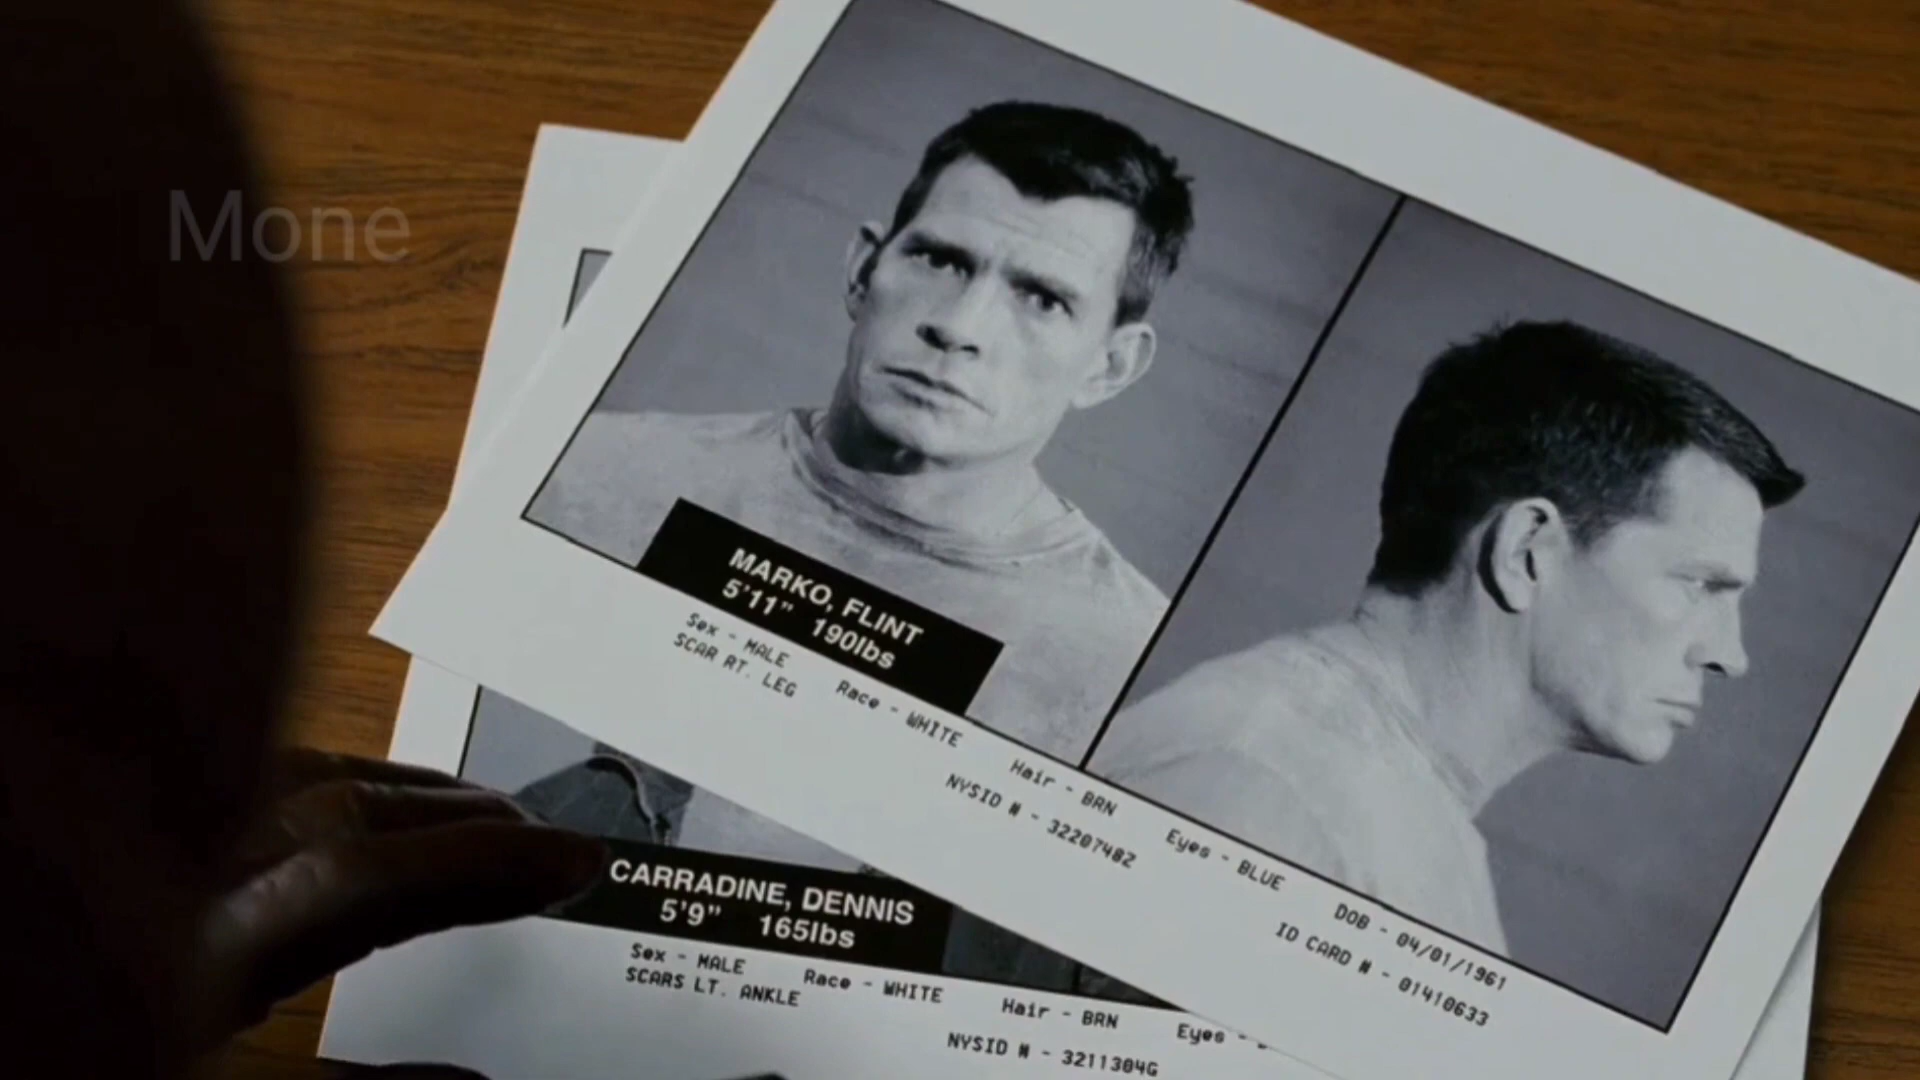 Mone
MARKO, FLINT
5'11" 190lbs
Sex - MALE Race - WHITE Hair - BRN Eyes - BLUE DOB - 04/01/1961
SCAR RT. LEG NYSID # - 3220748Z ID CARD # - 01410633
CARRADINE, DENNIS
5'9" 165lbs
Sex - MALE Race - WHITE Hair - BRN Eyes -
SCARS LT. ANKLE NYSID # - 3211304G